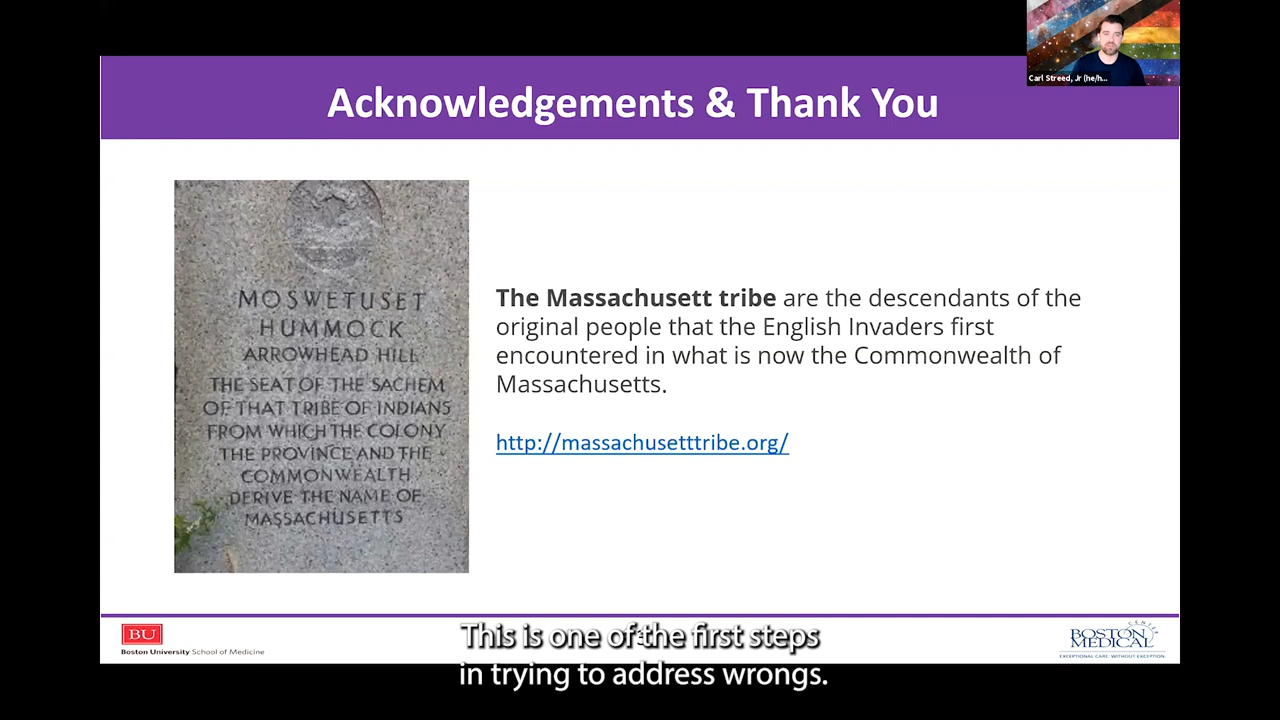 Carl Streed, Jr (he/h...
Acknowledgements & Thank You
MOSWETUSET
HUMMOCK
ARROWHEAD HILL
THE SEAT OF THE SACHEM
OF THAT TRIBE OF INDIANS
FROM WHICH THE COLONY
THE PROVINCE AND THE
COMMONWEALTH
DERIVE THE NAME OF
MASSACHUSETTS
The Massachusett tribe are the descendants of the
original people that the English Invaders first
encountered in what is now the Commonwealth of
Massachusetts.
http://massachusetttribe.org/
BU
Boston University School of Medicine
This is one of the first steps
in trying to address wrongs.
BOSTON
MEDICAL
CENTER
EXCEPTIONAL CARE. WITHOUT EXCEPTION.